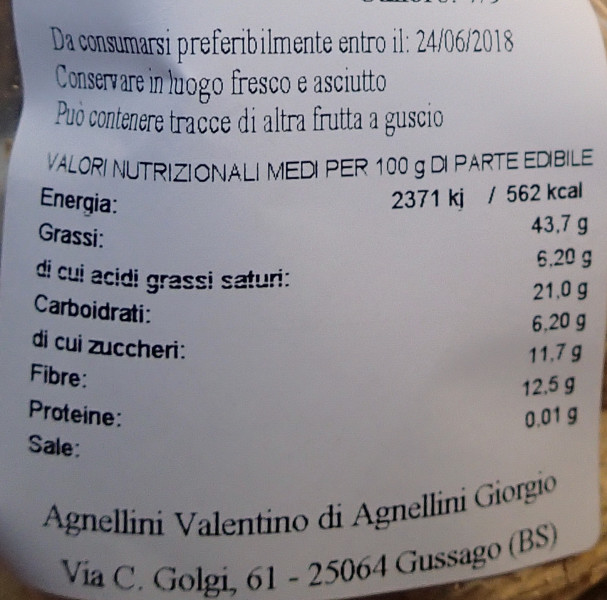 Da consumarsi preferibilmente entro il: 24/06/2018
Conservare in luogo fresco e asciutto
Può contenere tracce di altra frutta a guscio
VALORI NUTRIZIONALI MEDI PER 100 g DI PARTE EDIBILE
Energia: 2371 kj / 562 kcal
Grassi: 43,7 g
di cui acidi grassi saturi: 6,20 g
Carboidrati: 21,0 g
di cui zuccheri: 6,20 g
Fibre: 11,7 g
Proteine: 12,5 g
Sale: 0,01 g
Agnellini Valentino di Agnellini Giorgio
Via C. Golgi, 61 - 25064 Gussago (BS)